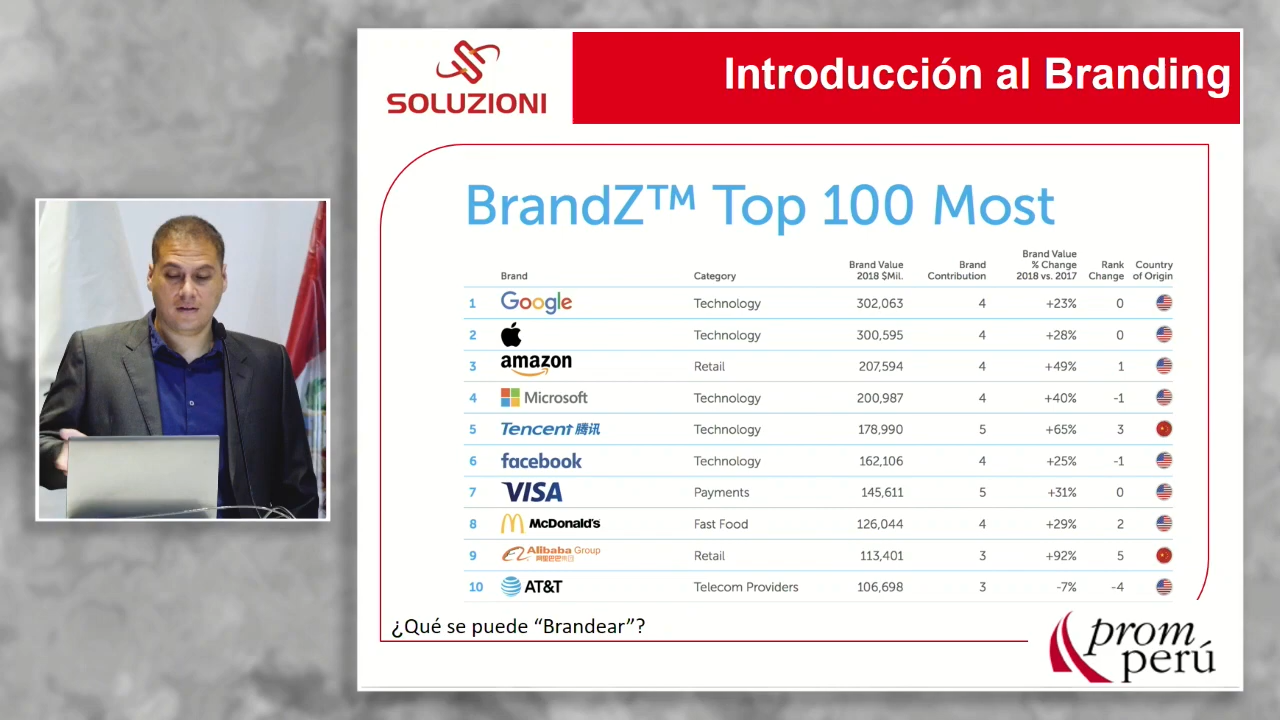 SOLUZIONI
Introducción al Branding
BrandZ™ Top 100 Most
Brand Category Brand Value 2018 $Mil. Brand Contribution Brand Value % Change 2018 vs. 2017 Rank Change Country of Origin
1 Google Technology 302,063 4 +23% 0
2 Technology 300,595 4 +28% 0
3 amazon Retail 207,594 4 +49% 1
4 Microsoft Technology 200,987 4 +40% -1
5 Tencent 腾讯 Technology 178,990 5 +65% 3
6 facebook Technology 162,106 4 +25% -1
7 VISA Payments 145,611 5 +31% 0
8 McDonald's Fast Food 126,044 4 +29% 2
9 Alibaba Group Retail 113,401 3 +92% 5
10 AT&T Telecom Providers 106,698 3 -7% -4
¿Qué se puede “Brandear”?
prom
perú